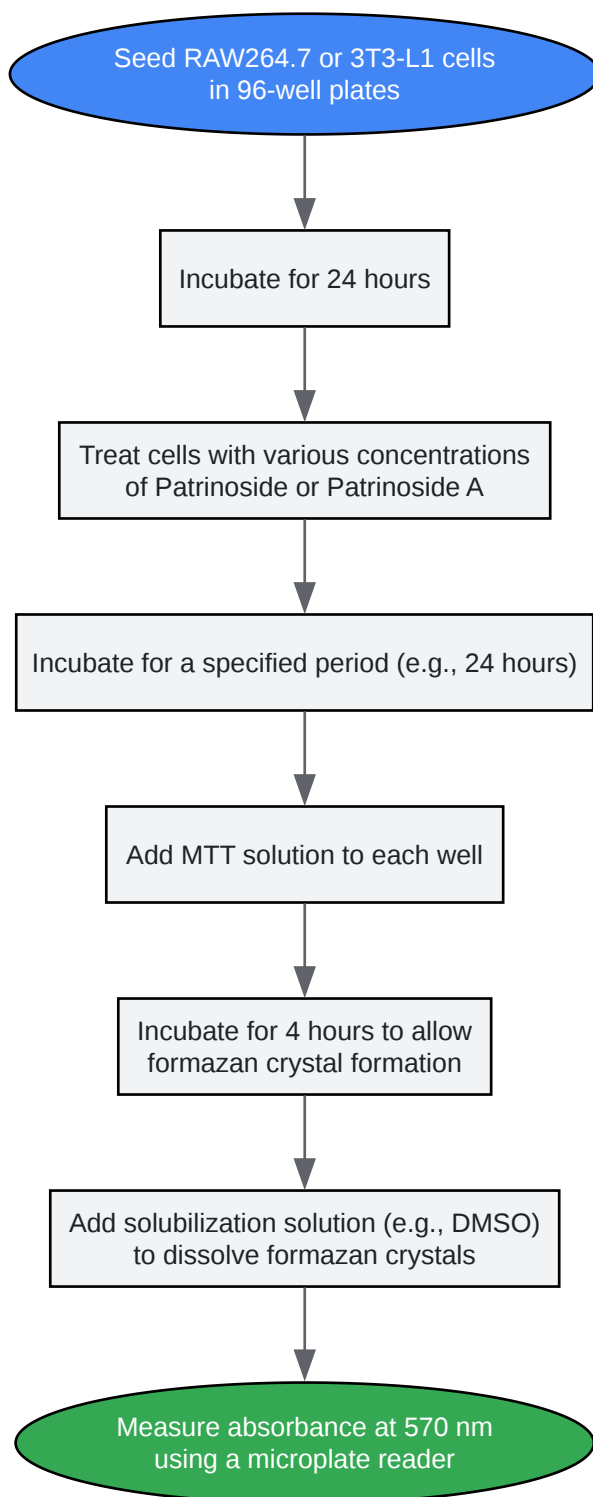 Seed RAW264.7 or 3T3-L1 cells
in 96-well plates
Incubate for 24 hours
Treat cells with various concentrations
of Patrinoside or Patrinoside A
Incubate for a specified period (e.g., 24 hours)
Add MTT solution to each well
Incubate for 4 hours to allow
formazan crystal formation
Add solubilization solution (e.g., DMSO)
to dissolve formazan crystals
Measure absorbance at 570 nm
using a microplate reader